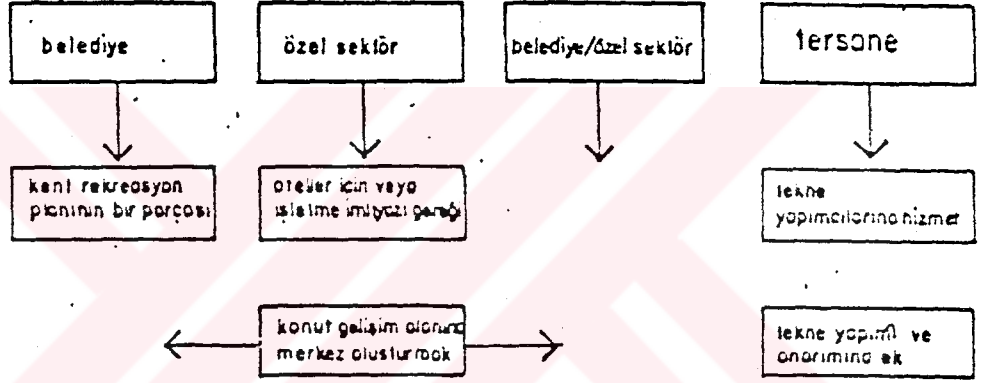 belediye
özel sektör
belediye/özel sektör
tersane
kent rekreasyon
planının bir parçası
oteller için veya
işletme imtiyazı gereği
tekne
yapımcılarına hizmet
konut gelişim alanına
merkez oluşturmak
tekne yapımı ve
onarımına ek